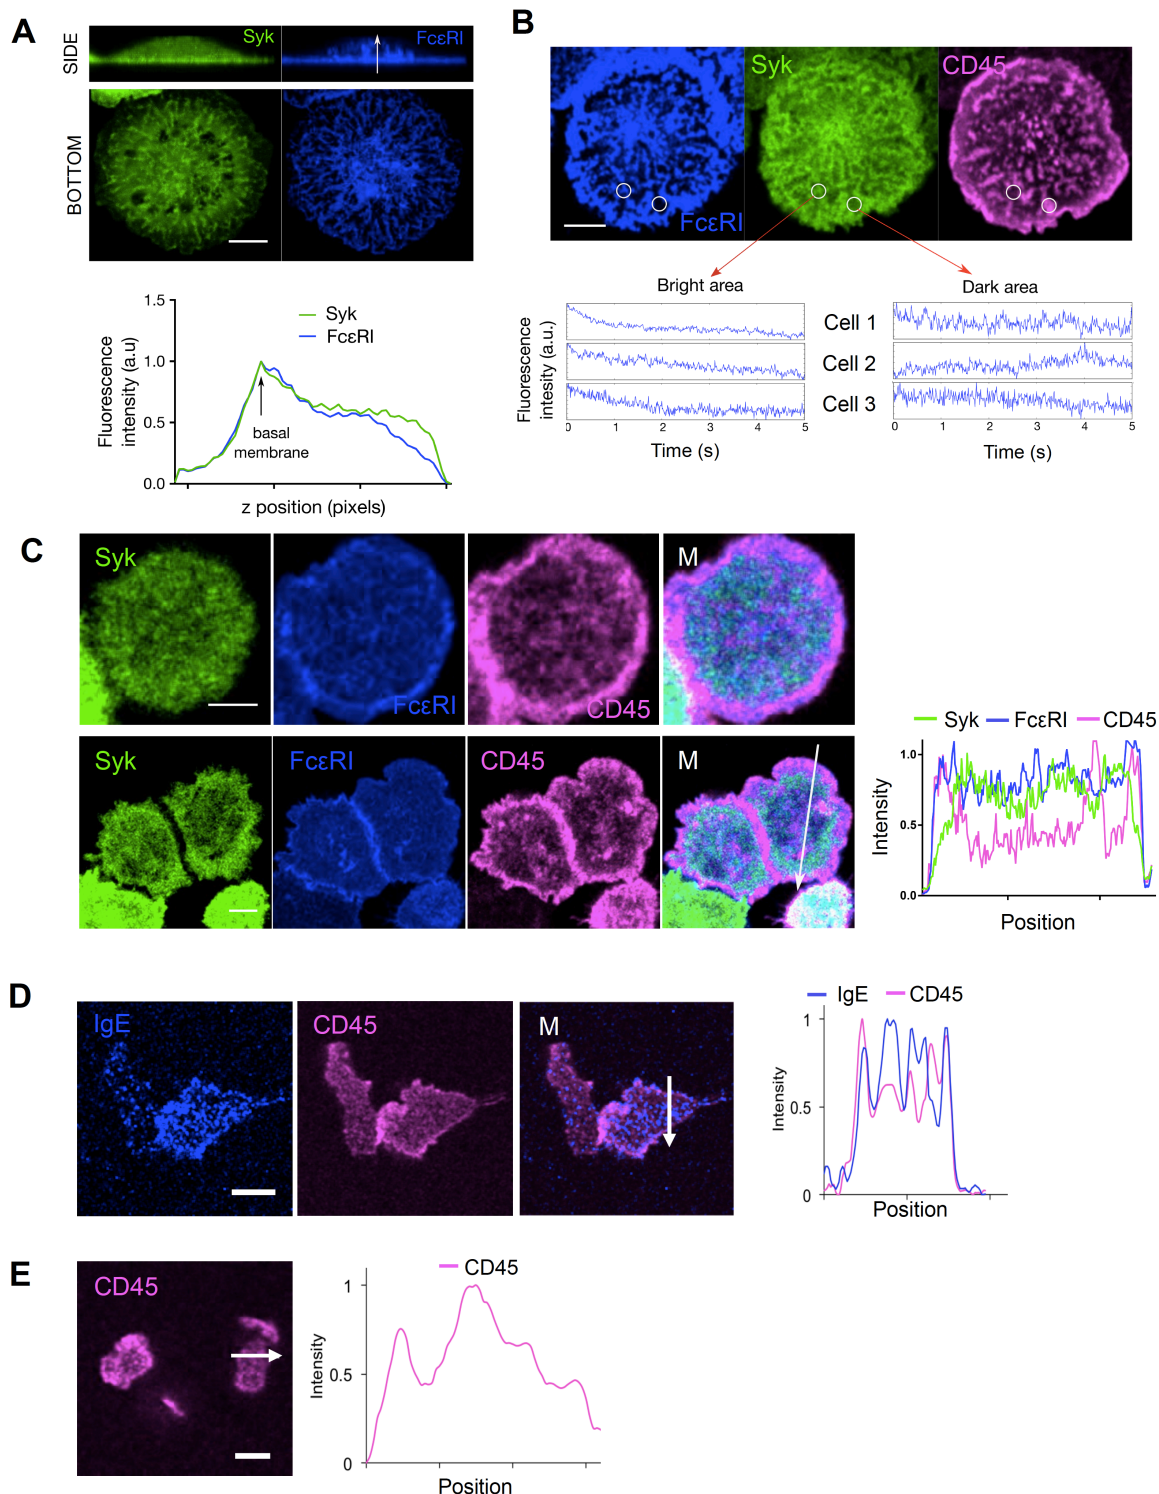 A
SIDE
Syk
FcεRI
BOTTOM
1.5
1.0
0.5
0.0
Fluorescence
intensity (a.u)
Syk
FcεRI
basal
membrane
z position (pixels)
B
FcεRI
Syk
CD45
Bright area
Dark area
Fluorescence
intesity (a.u.)
Cell 1
Cell 2
Cell 3
0 1 2 3 4 5
0 1 2 3 4 5
Time (s)
Time (s)
C
Syk
FcεRI
CD45
M
Syk
FcεRI
CD45
M
Syk FcεRI CD45
1.0
0.5
0.0
Intensity
Position
D
IgE
CD45
M
IgE CD45
1
0.5
0
Intensity
Position
E
CD45
CD45
1
0.5
0
Intensity
Position